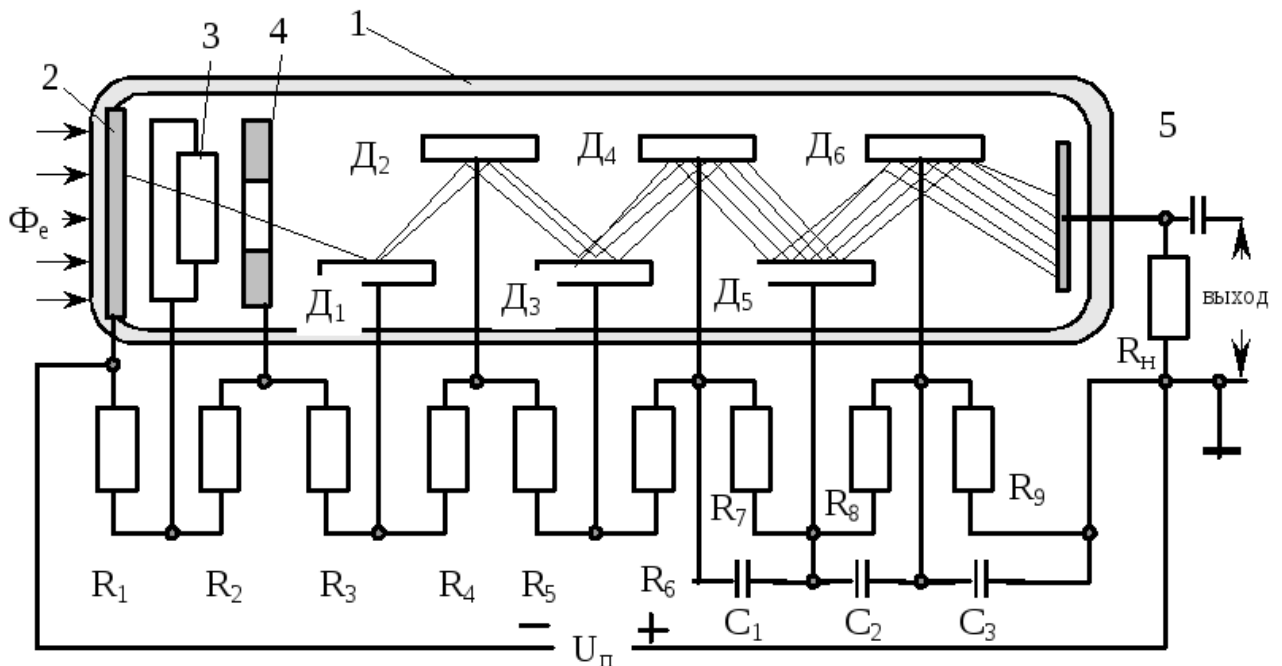 1
3
4
2
5
Д₂
Д₄
Д₆
Φₑ
Д₁
Д₃
Д₅
выход
Rн
R₇
R₈
R₉
R₁
R₂
R₃
R₄
R₅
R₆
C₁
C₂
C₃
− Uп +